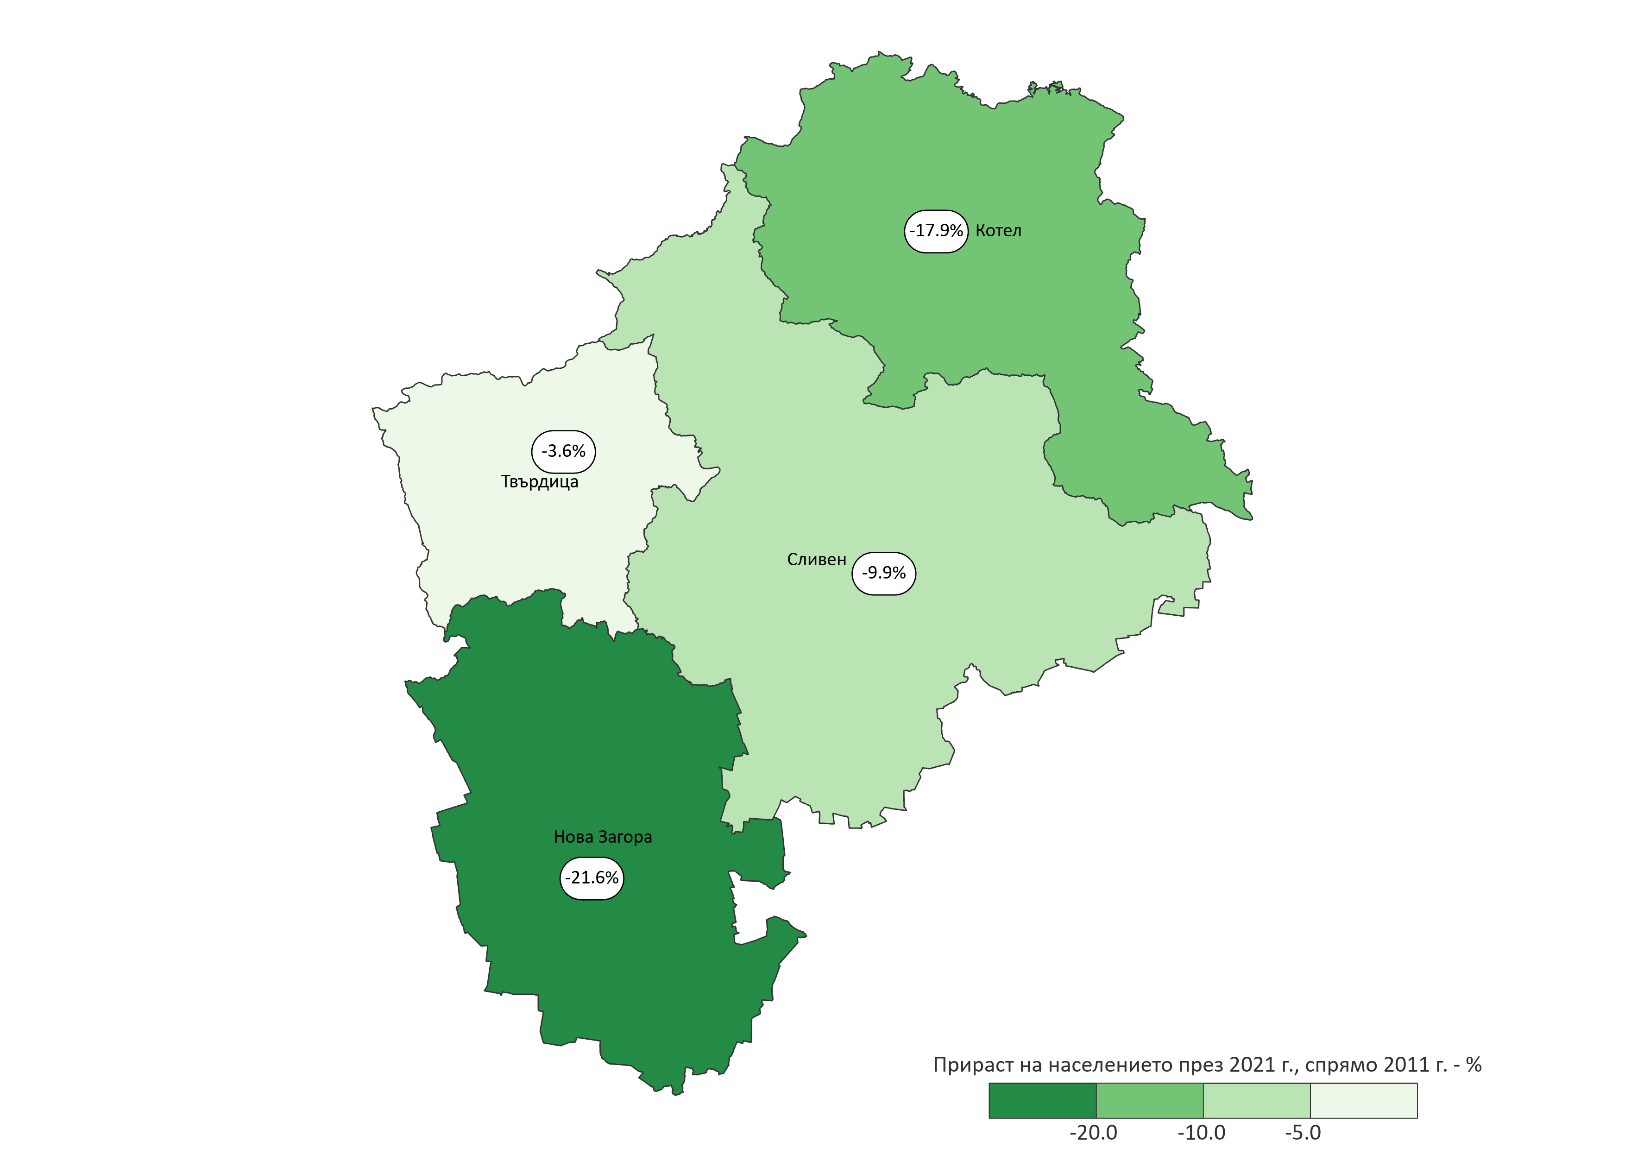 -17.9%
Котел
-3.6%
Твърдица
Сливен
-9.9%
Нова Загора
-21.6%
Прираст на населението през 2021 г., спрямо 2011 г. - %
-20.0 -10.0 -5.0